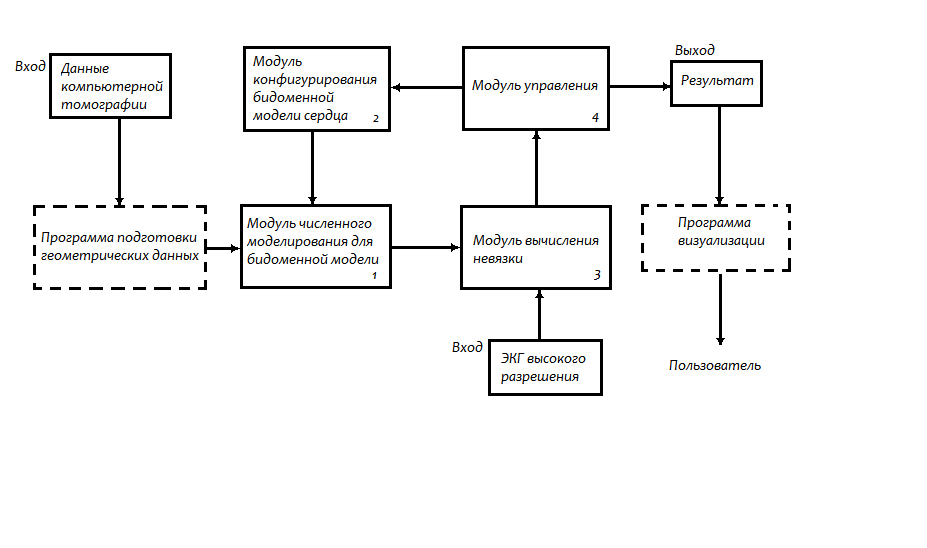 Вход
Данные
компьютерной
томографии
Модуль
конфигурирования
бидоменной
модели сердца
2
Модуль управления
4
Выход
Результат
Программа подготовки
геометрических данных
Модуль численного
моделирования для
бидоменной модели
1
Модуль вычисления
невязки
3
Программа
визуализации
Вход
ЭКГ высокого
разрешения
Пользователь